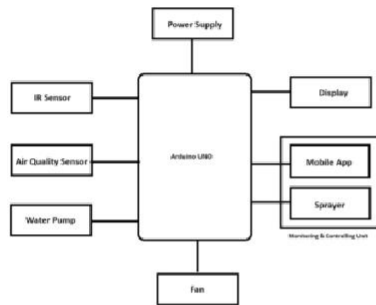 Power Supply
IR Sensor
Display
Air Quality Sensor
Arduino UNO
Mobile App
Water Pump
Sprayer
Monitoring & Controlling Unit
Fan